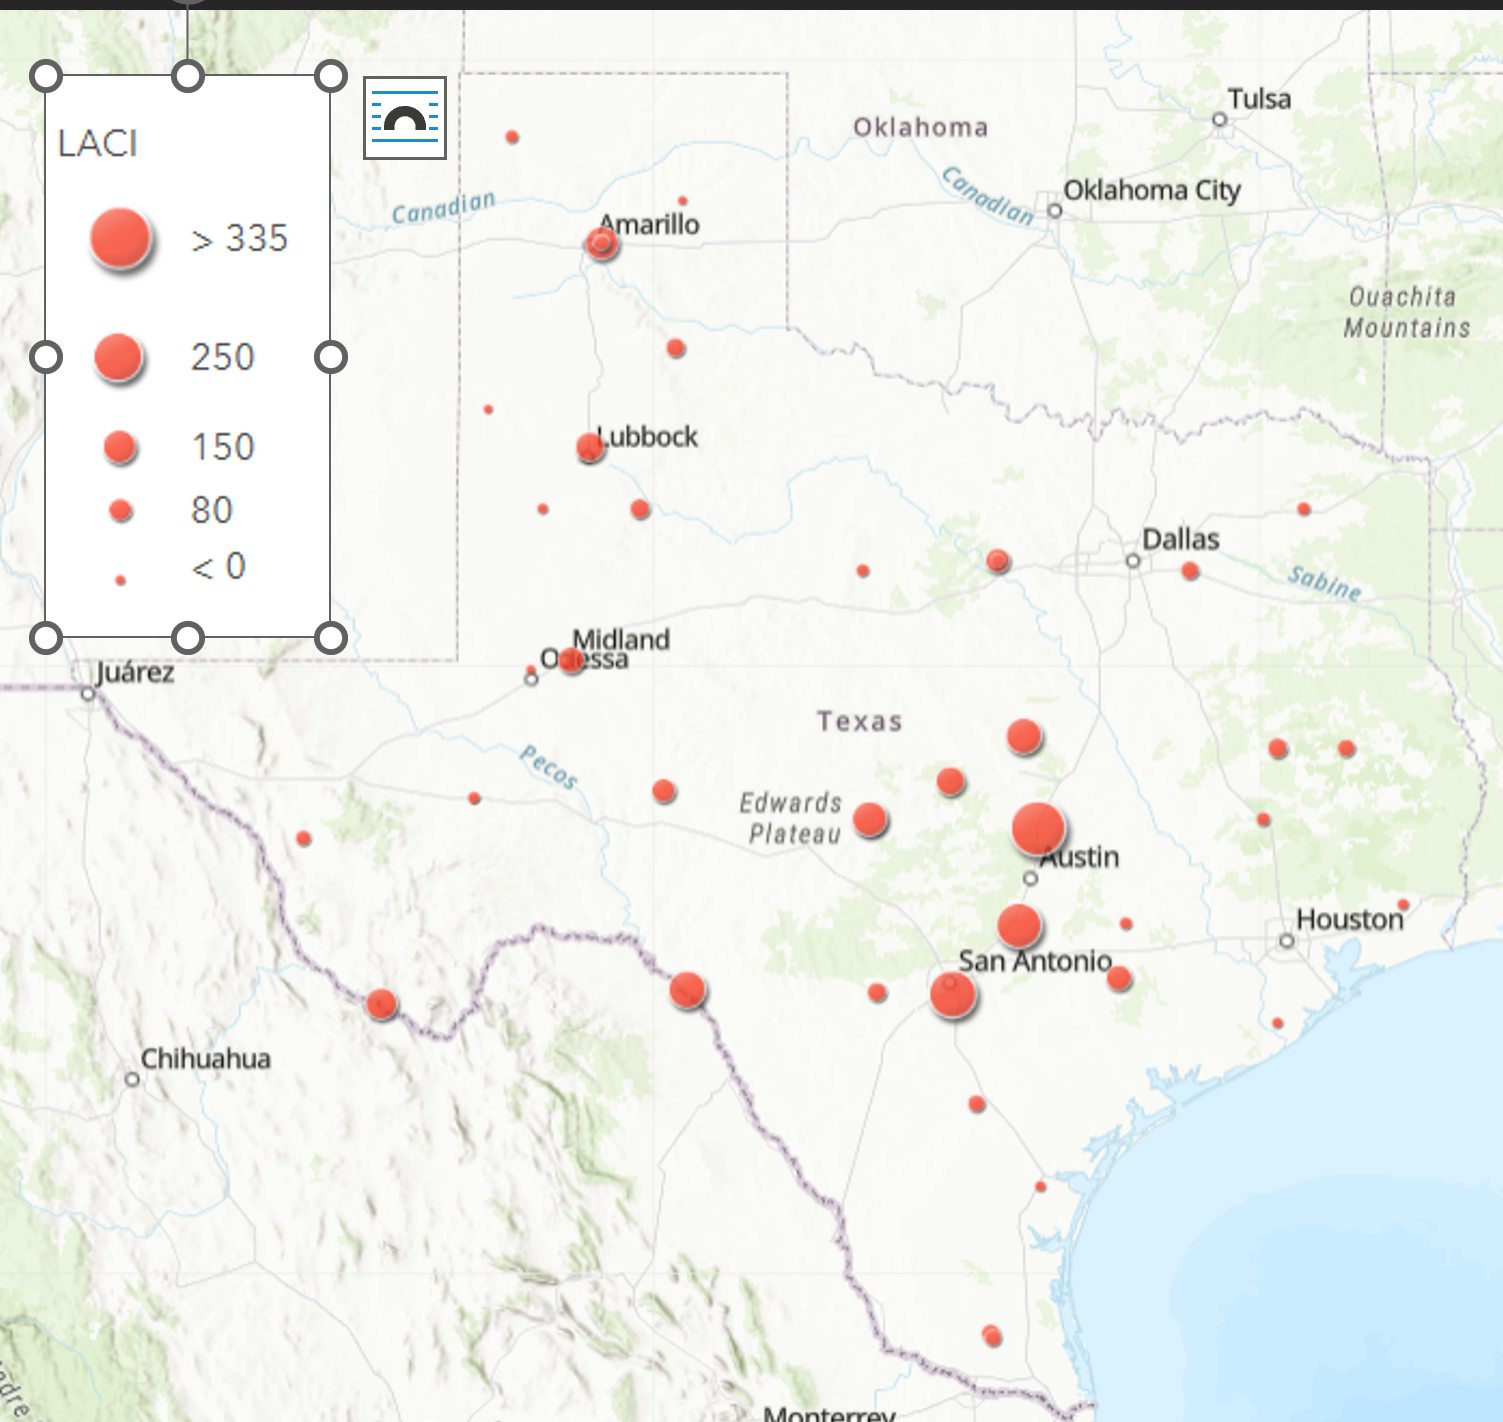 LACI
> 335
250
150
80
< 0
Tulsa
Oklahoma
Oklahoma City
Canadian
Canadian
Amarillo
Ouachita
Mountains
Lubbock
Dallas
Sabine
Midland
Odessa
Juárez
Texas
Pecos
Edwards
Plateau
Austin
Houston
San Antonio
Chihuahua
Monterrey